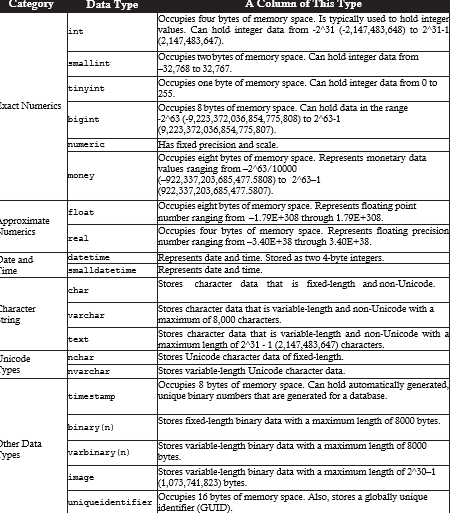 Category Data Type A Column of This Type
Exact Numerics
int
Occupies four bytes of memory space. Is typically used to hold integer
values. Can hold integer data from -2^31 (-2,147,483,648) to 2^31-1
(2,147,483,647).
smallint
Occupies two bytes of memory space. Can hold integer data from
–32,768 to 32,767.
tinyint
Occupies one byte of memory space. Can hold integer data from 0 to
255.
bigint
Occupies 8 bytes of memory space. Can hold data in the range
-2^63 (-9,223,372,036,854,775,808) to 2^63-1
(9,223,372,036,854,775,807).
numeric
Has fixed precision and scale.
money
Occupies eight bytes of memory space. Represents monetary data
values ranging from –2^63/10000
(–922,337,203,685,477.5808) to 2^63–1
(922,337,203,685,477.5807).
Approximate
Numerics
float
Occupies eight bytes of memory space. Represents floating point
number ranging from –1.79E+308 through 1.79E+308.
real
Occupies four bytes of memory space. Represents floating precision
number ranging from –3.40E+38 through 3.40E+38.
Date and
Time
datetime
Represents date and time. Stored as two 4-byte integers.
smalldatetime
Represents date and time.
Character
String
char
Stores character data that is fixed-length and non-Unicode.
varchar
Stores character data that is variable-length and non-Unicode with a
maximum of 8,000 characters.
text
Stores character data that is variable-length and non-Unicode with a
maximum length of 2^31 - 1 (2,147,483,647) characters.
Unicode
Types
nchar
Stores Unicode character data of fixed-length.
nvarchar
Stores variable-length Unicode character data.
Other Data
Types
timestamp
Occupies 8 bytes of memory space. Can hold automatically generated,
unique binary numbers that are generated for a database.
binary(n)
Stores fixed-length binary data with a maximum length of 8000 bytes.
varbinary(n)
Stores variable-length binary data with a maximum length of 8000
bytes.
image
Stores variable-length binary data with a maximum length of 2^30–1
(1,073,741,823) bytes.
uniqueidentifier
Occupies 16 bytes of memory space. Also, stores a globally unique
identifier (GUID).